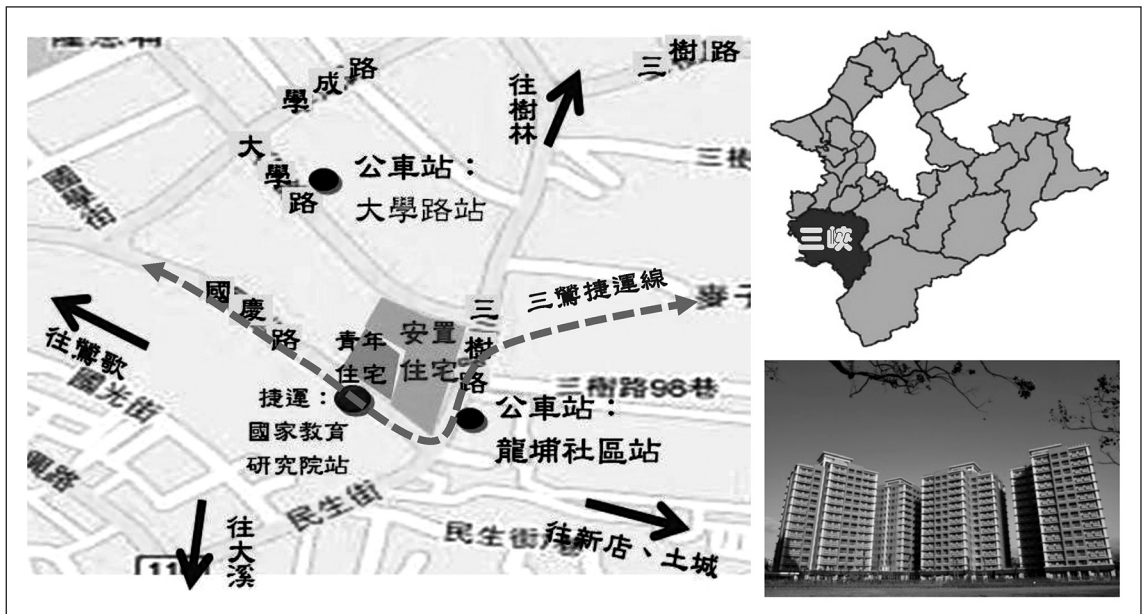 學成路
三樹路
往樹林
大學路
公車站：
大學路站
國學街
三峽
三鶯捷運線
國慶路
三樹路
青年
住宅
安置
住宅
往鶯歌
國光街
捷運：
國家教育
研究院站
三樹路98巷
公車站：
龍埔社區站
民生街
民生街
往新店、土城
往大溪